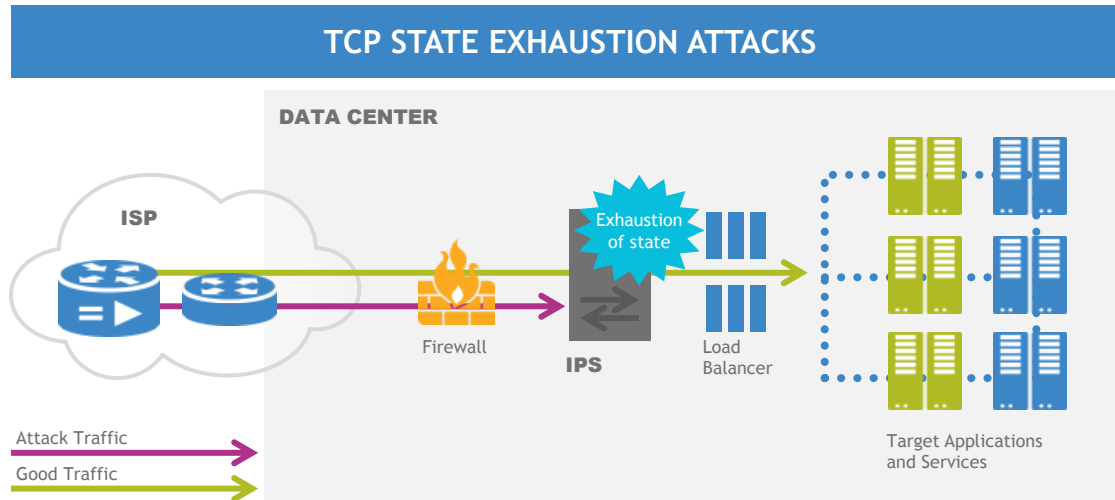 TCP STATE EXHAUSTION ATTACKS
DATA CENTER
ISP
Exhaustion
of state
Firewall
IPS
Load
Balancer
Target Applications
and Services
Attack Traffic
Good Traffic